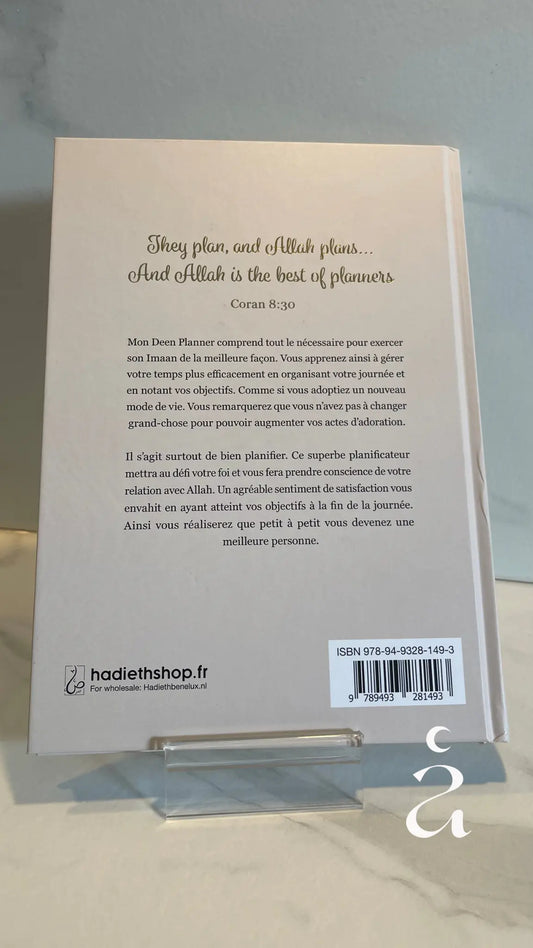 They plan, and Allah plans...
And Allah is the best of planners
Coran 8:30
Mon Deen Planner comprend tout le nécessaire pour exercer
son Imaan de la meilleure façon. Vous apprenez ainsi à gérer
votre temps plus efficacement en organisant votre journée et
en notant vos objectifs. Comme si vous adoptiez un nouveau
mode de vie. Vous remarquerez que vous n'avez pas à changer
grand-chose pour pouvoir augmenter vos actes d'adoration.
Il s'agit surtout de bien planifier. Ce superbe planificateur
mettra au défi votre foi et vous fera prendre conscience de votre
relation avec Allah. Un agréable sentiment de satisfaction vous
envahit en ayant atteint vos objectifs à la fin de la journée.
Ainsi vous réaliserez que petit à petit vous devenez une
meilleure personne.
ISBN 978-94-9328-149-3
9 789493 281493
hadiethshop.fr
For wholesale: Hadiethbenelux.nl